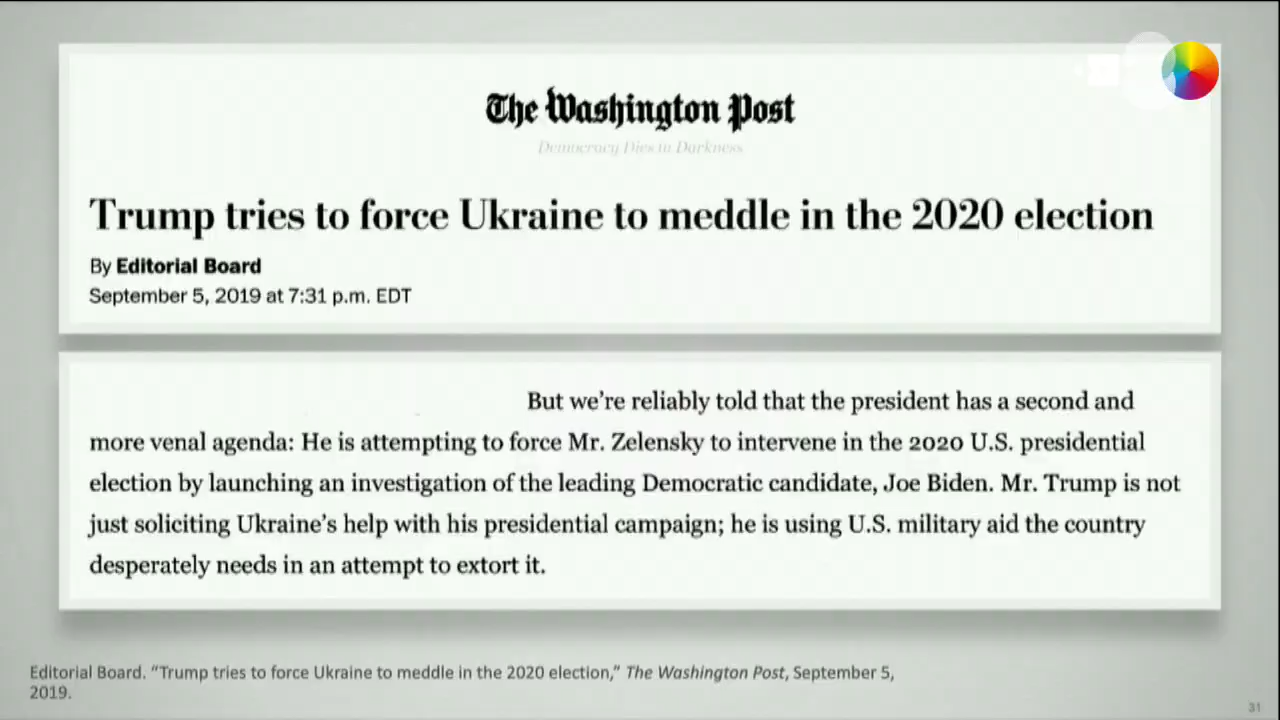 The Washington Post
Democracy Dies in Darkness
Trump tries to force Ukraine to meddle in the 2020 election
By Editorial Board
September 5, 2019 at 7:31 p.m. EDT
But we're reliably told that the president has a second and
more venal agenda: He is attempting to force Mr. Zelensky to intervene in the 2020 U.S. presidential
election by launching an investigation of the leading Democratic candidate, Joe Biden. Mr. Trump is not
just soliciting Ukraine's help with his presidential campaign; he is using U.S. military aid the country
desperately needs in an attempt to extort it.
Editorial Board. "Trump tries to force Ukraine to meddle in the 2020 election," The Washington Post, September 5,
2019.
31